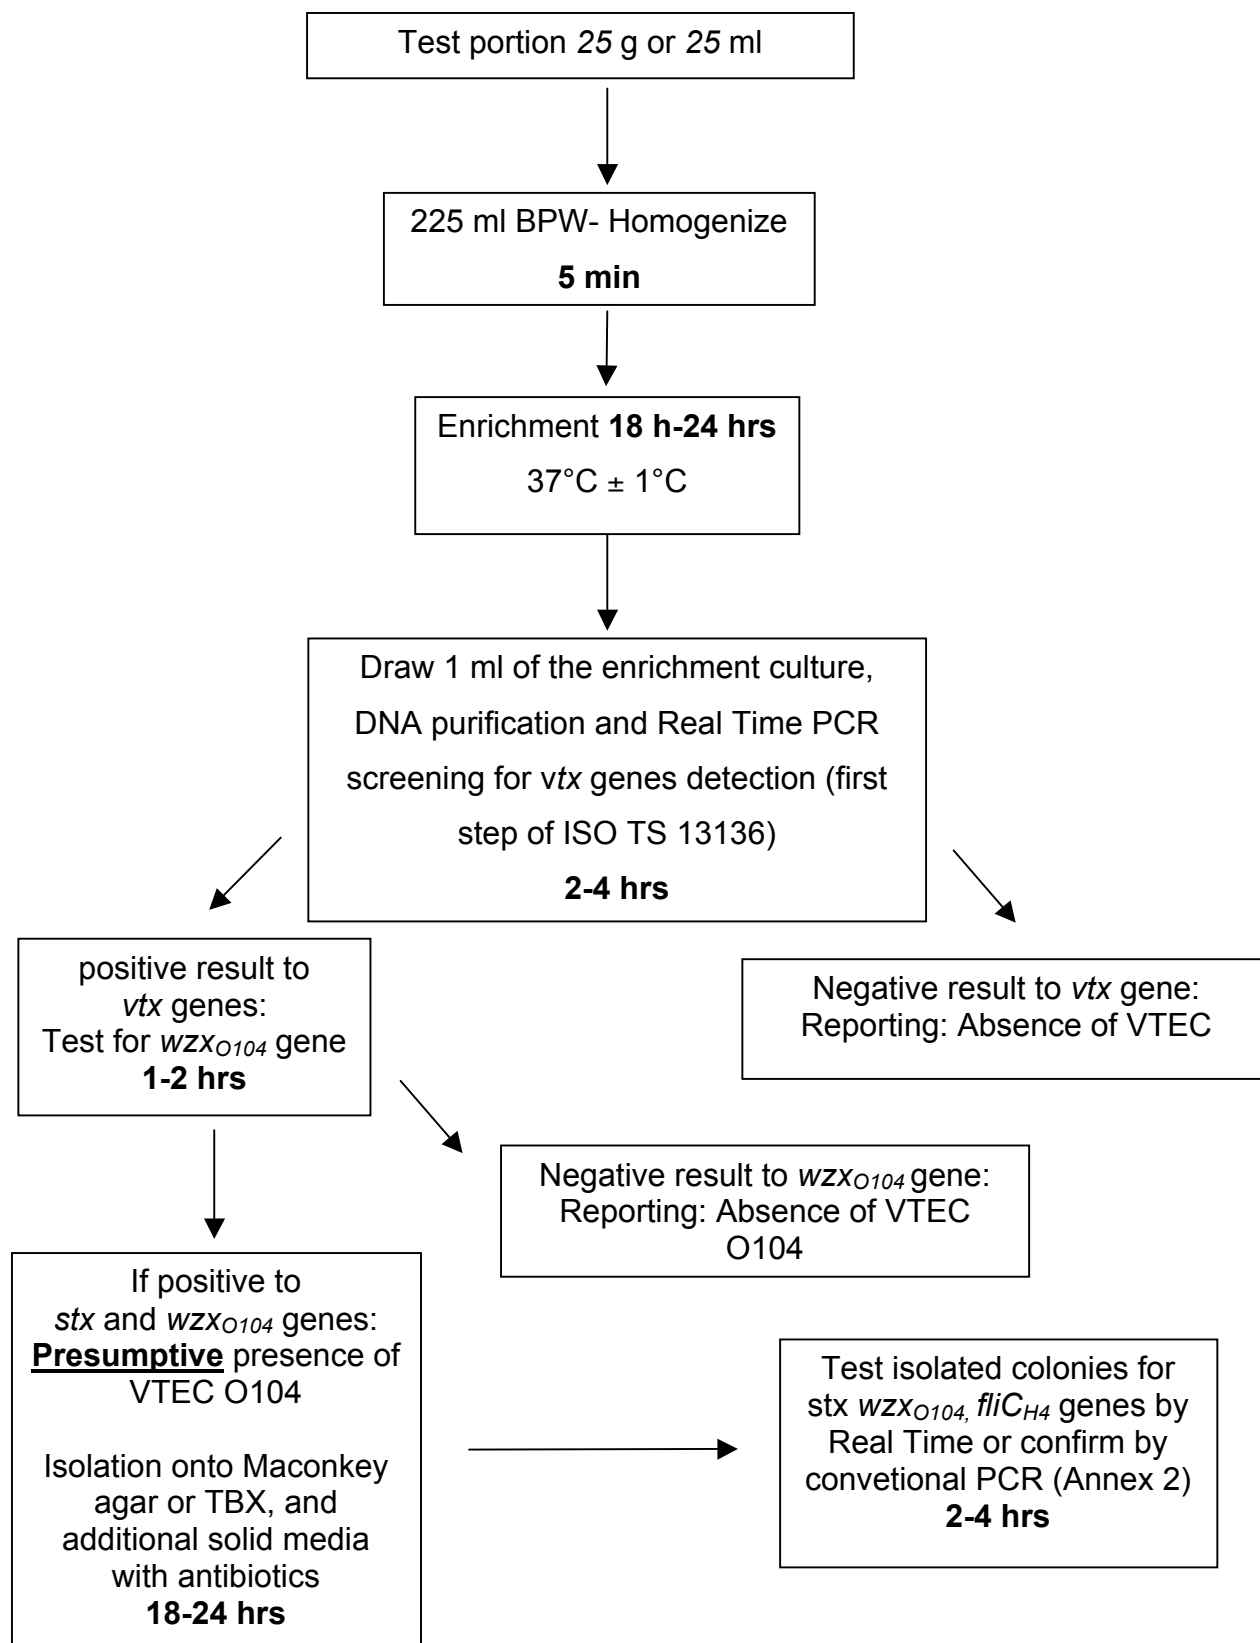 Test portion 25 g or 25 ml
225 ml BPW- Homogenize
5 min
Enrichment 18 h-24 hrs
37°C ± 1°C
Draw 1 ml of the enrichment culture,
DNA purification and Real Time PCR
screening for vtx genes detection (first
step of ISO TS 13136)
2-4 hrs
positive result to
vtx genes:
Test for wzxO104 gene
1-2 hrs
Negative result to vtx gene:
Reporting: Absence of VTEC
Negative result to wzxO104 gene:
Reporting: Absence of VTEC
O104
If positive to
stx and wzxO104 genes:
Presumptive presence of
VTEC O104
Isolation onto Maconkey
agar or TBX, and
additional solid media
with antibiotics
18-24 hrs
Test isolated colonies for
stx wzxO104, fliCH4 genes by
Real Time or confirm by
convetional PCR (Annex 2)
2-4 hrs